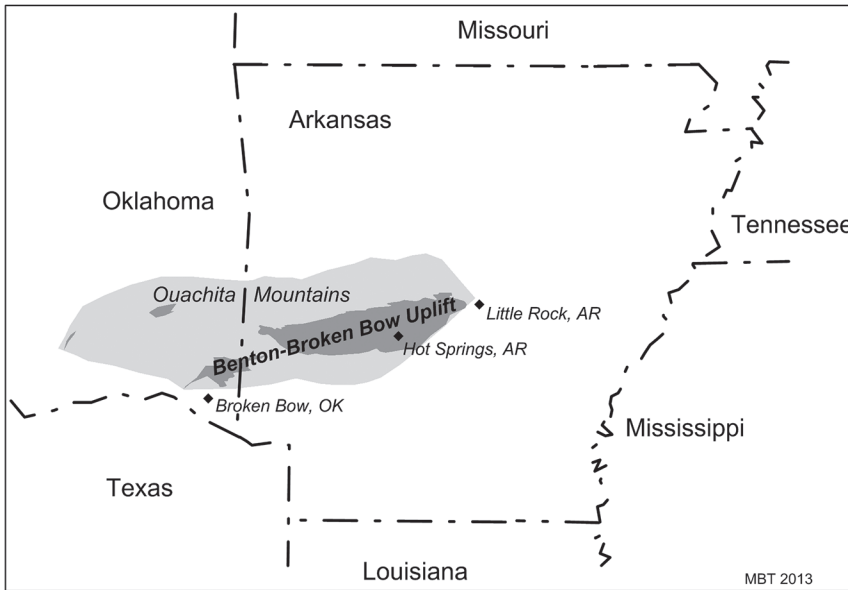 Missouri
Arkansas
Oklahoma
Tennessee
Ouachita Mountains
Benton-Broken Bow Uplift
Little Rock, AR
Hot Springs, AR
Broken Bow, OK
Mississippi
Texas
Louisiana
MBT 2013